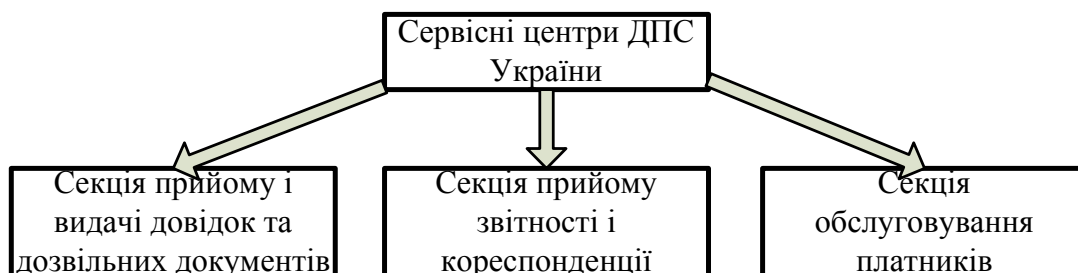 Сервісні центри ДПС
України
Секція прийому і
видачі довідок та
дозвільних документів
Секція прийому
звітності і
кореспонденції
Секція
обслуговування
платників